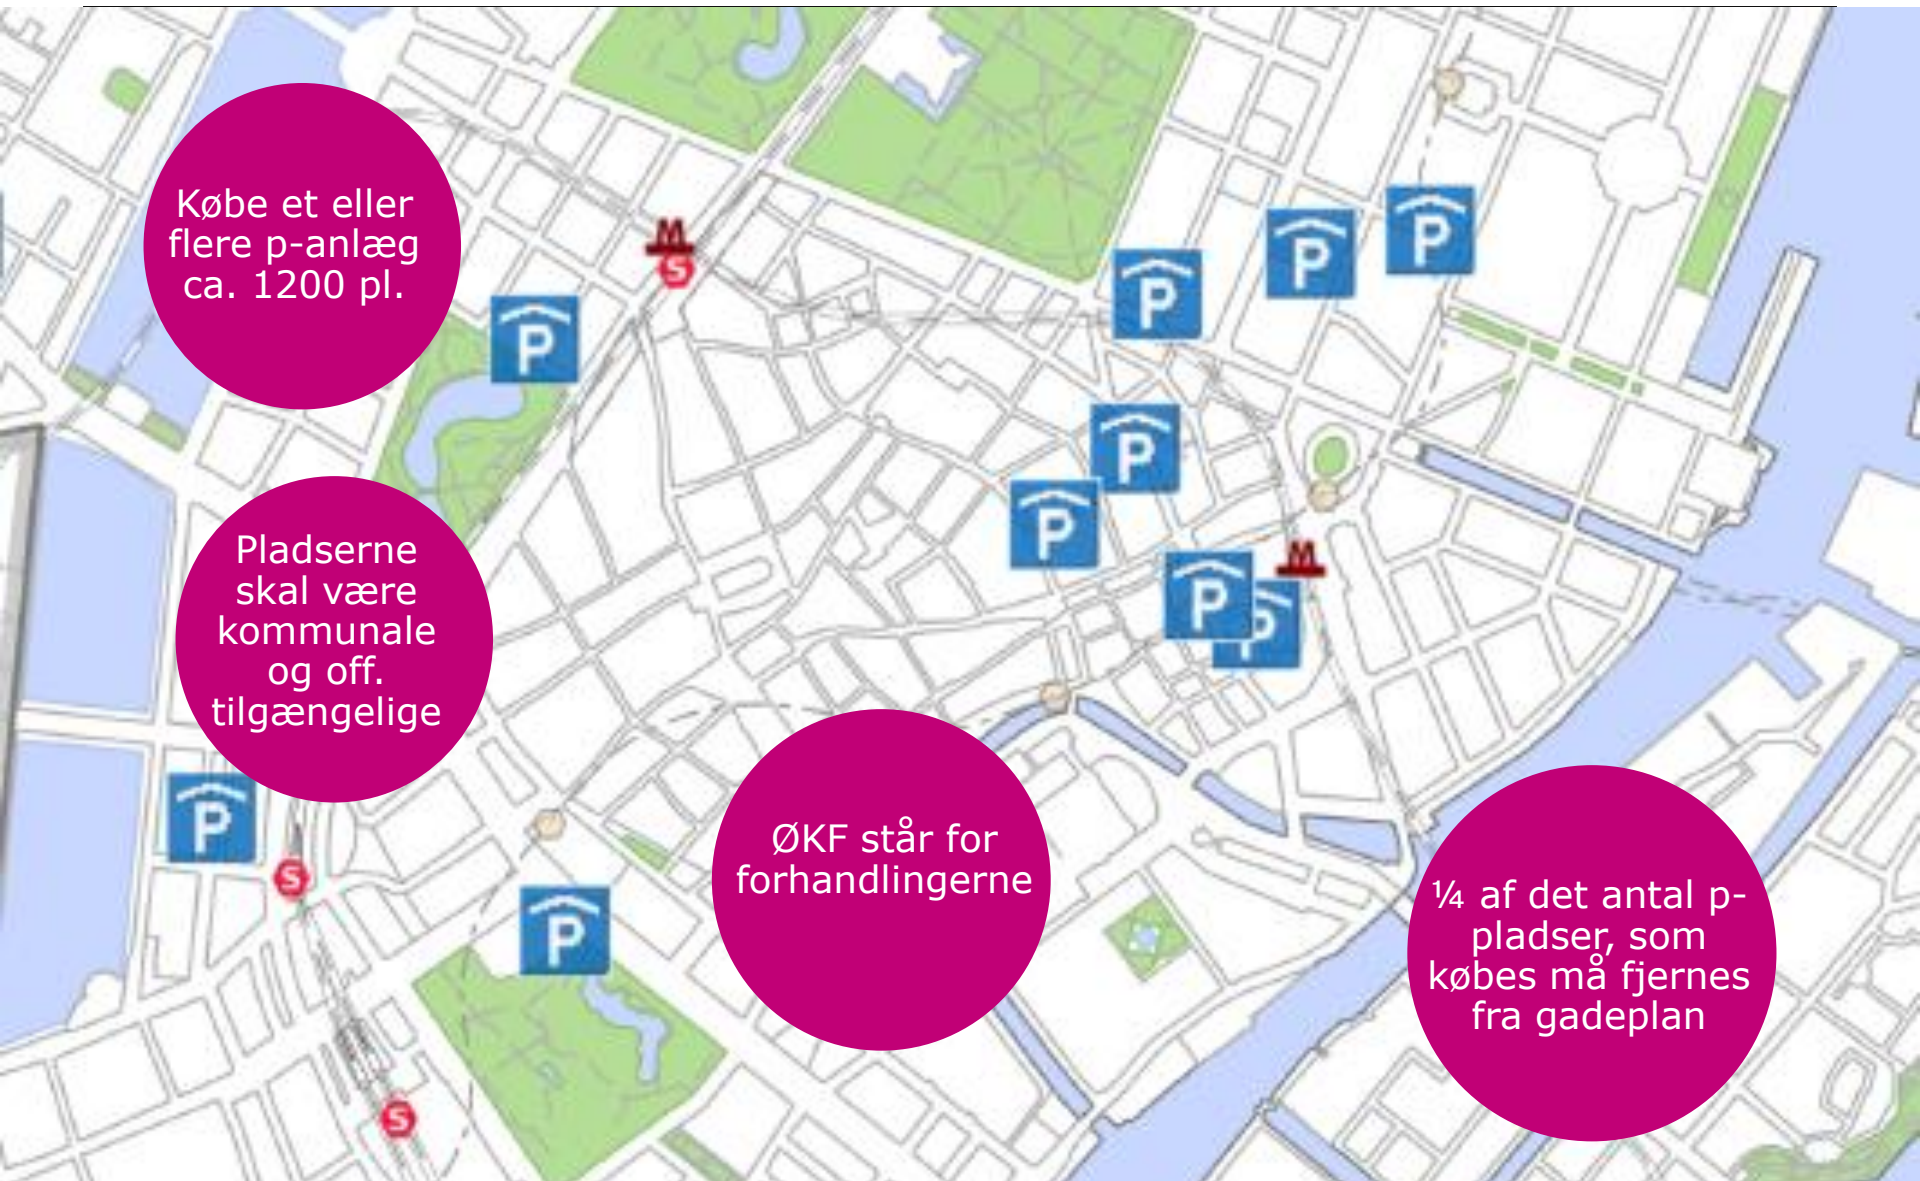 Købe et eller
flere p-anlæg
ca. 1200 pl.
M
S
P
P
P
P
P
P
M
P
P
Pladserne
skal være
kommunale
og off.
tilgængelige
P
S
ØKF står for
forhandlingerne
P
¼ af det antal p-
pladser, som
købes må fjernes
fra gadeplan
S